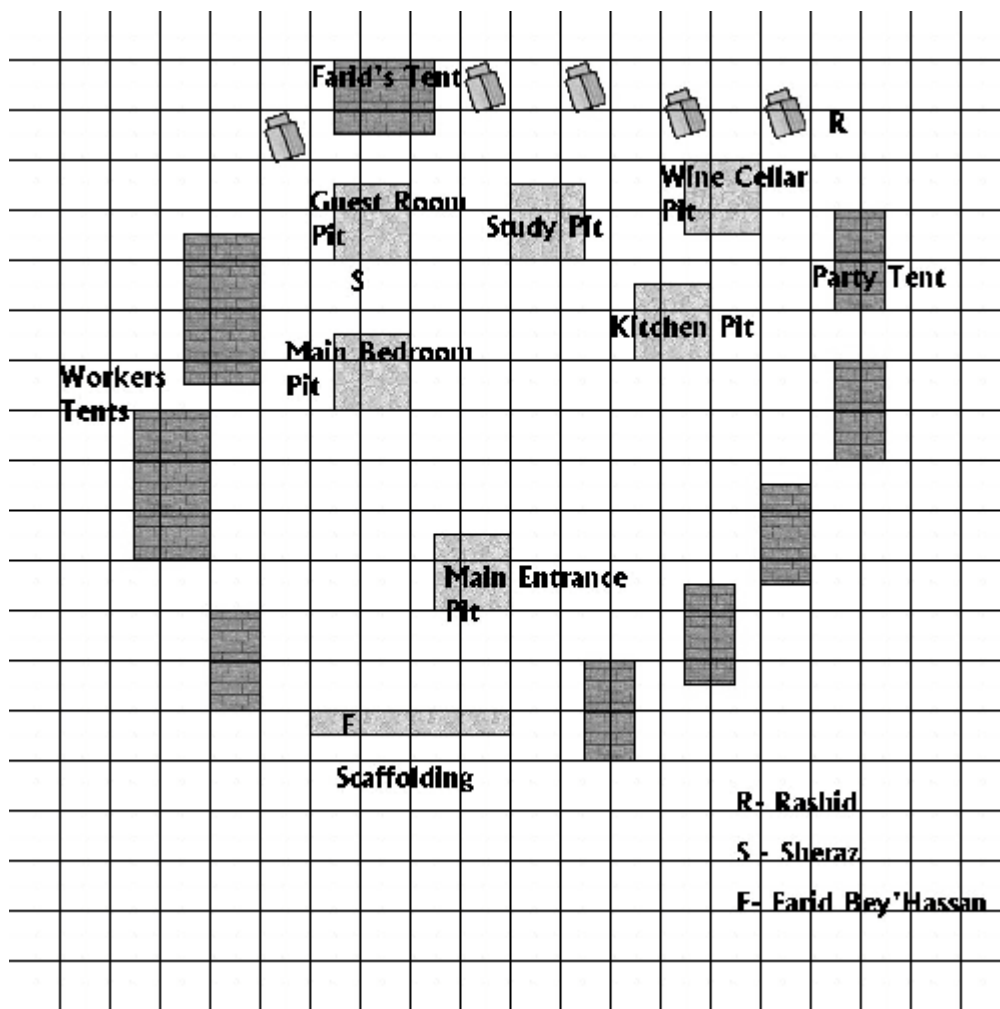 Farid's Tent
R
Wine Cellar
Pit
Guest Room
Pit
Study Pit
S
Party Tent
Kitchen Pit
Main Bedroom
Pit
Workers
Tents
Main Entrance
Pit
F
Scaffolding
R- Rashid
S - Sheraz
F- Farid Bey'Hassan